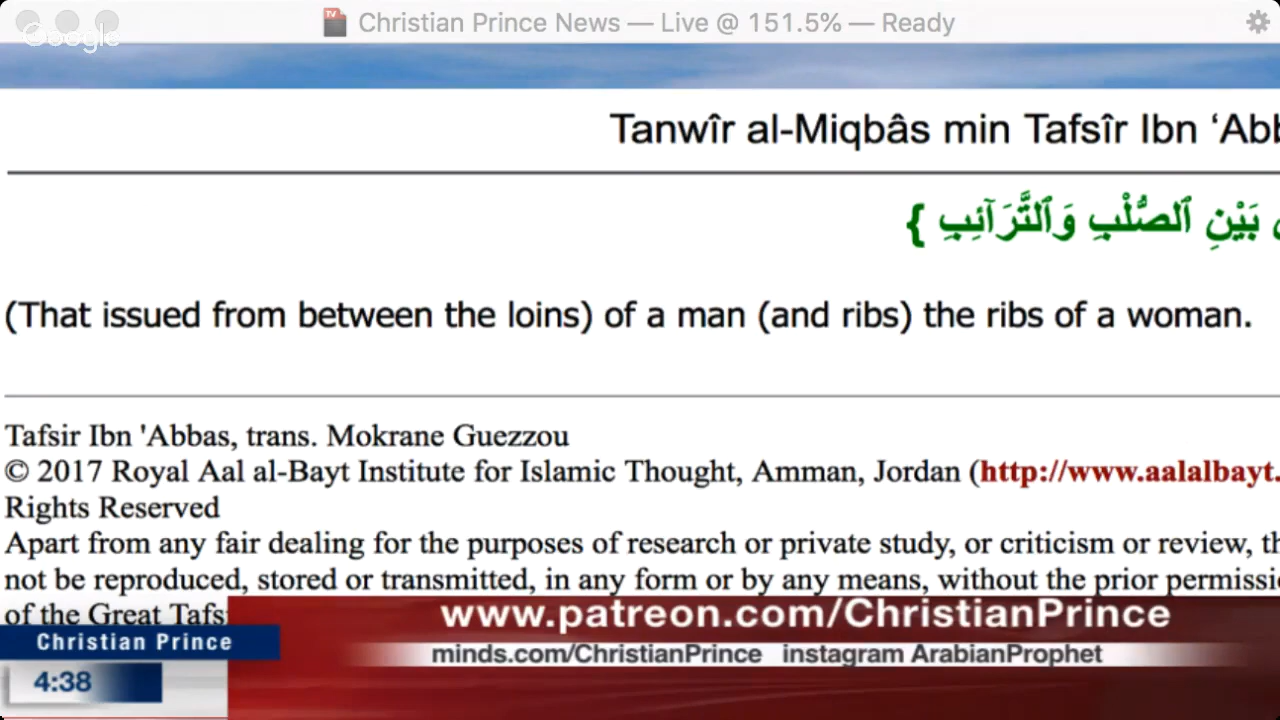 Google
Christian Prince News — Live @ 151.5% — Ready
Tanwîr al-Miqbâs min Tafsîr Ibn ‘Abb
بَيْنِ ٱلصُّلْبِ وَٱلتَّرَآئِبِ }
(That issued from between the loins) of a man (and ribs) the ribs of a woman.
Tafsir Ibn 'Abbas, trans. Mokrane Guezzou
© 2017 Royal Aal al-Bayt Institute for Islamic Thought, Amman, Jordan (http://www.aalalbayt.
Rights Reserved
Apart from any fair dealing for the purposes of research or private study, or criticism or review, th
not be reproduced, stored or transmitted, in any form or by any means, without the prior permissi
of the Great Tafs
www.patreon.com/ChristianPrince
Christian Prince
minds.com/ChristianPrince instagram ArabianProphet
4:38